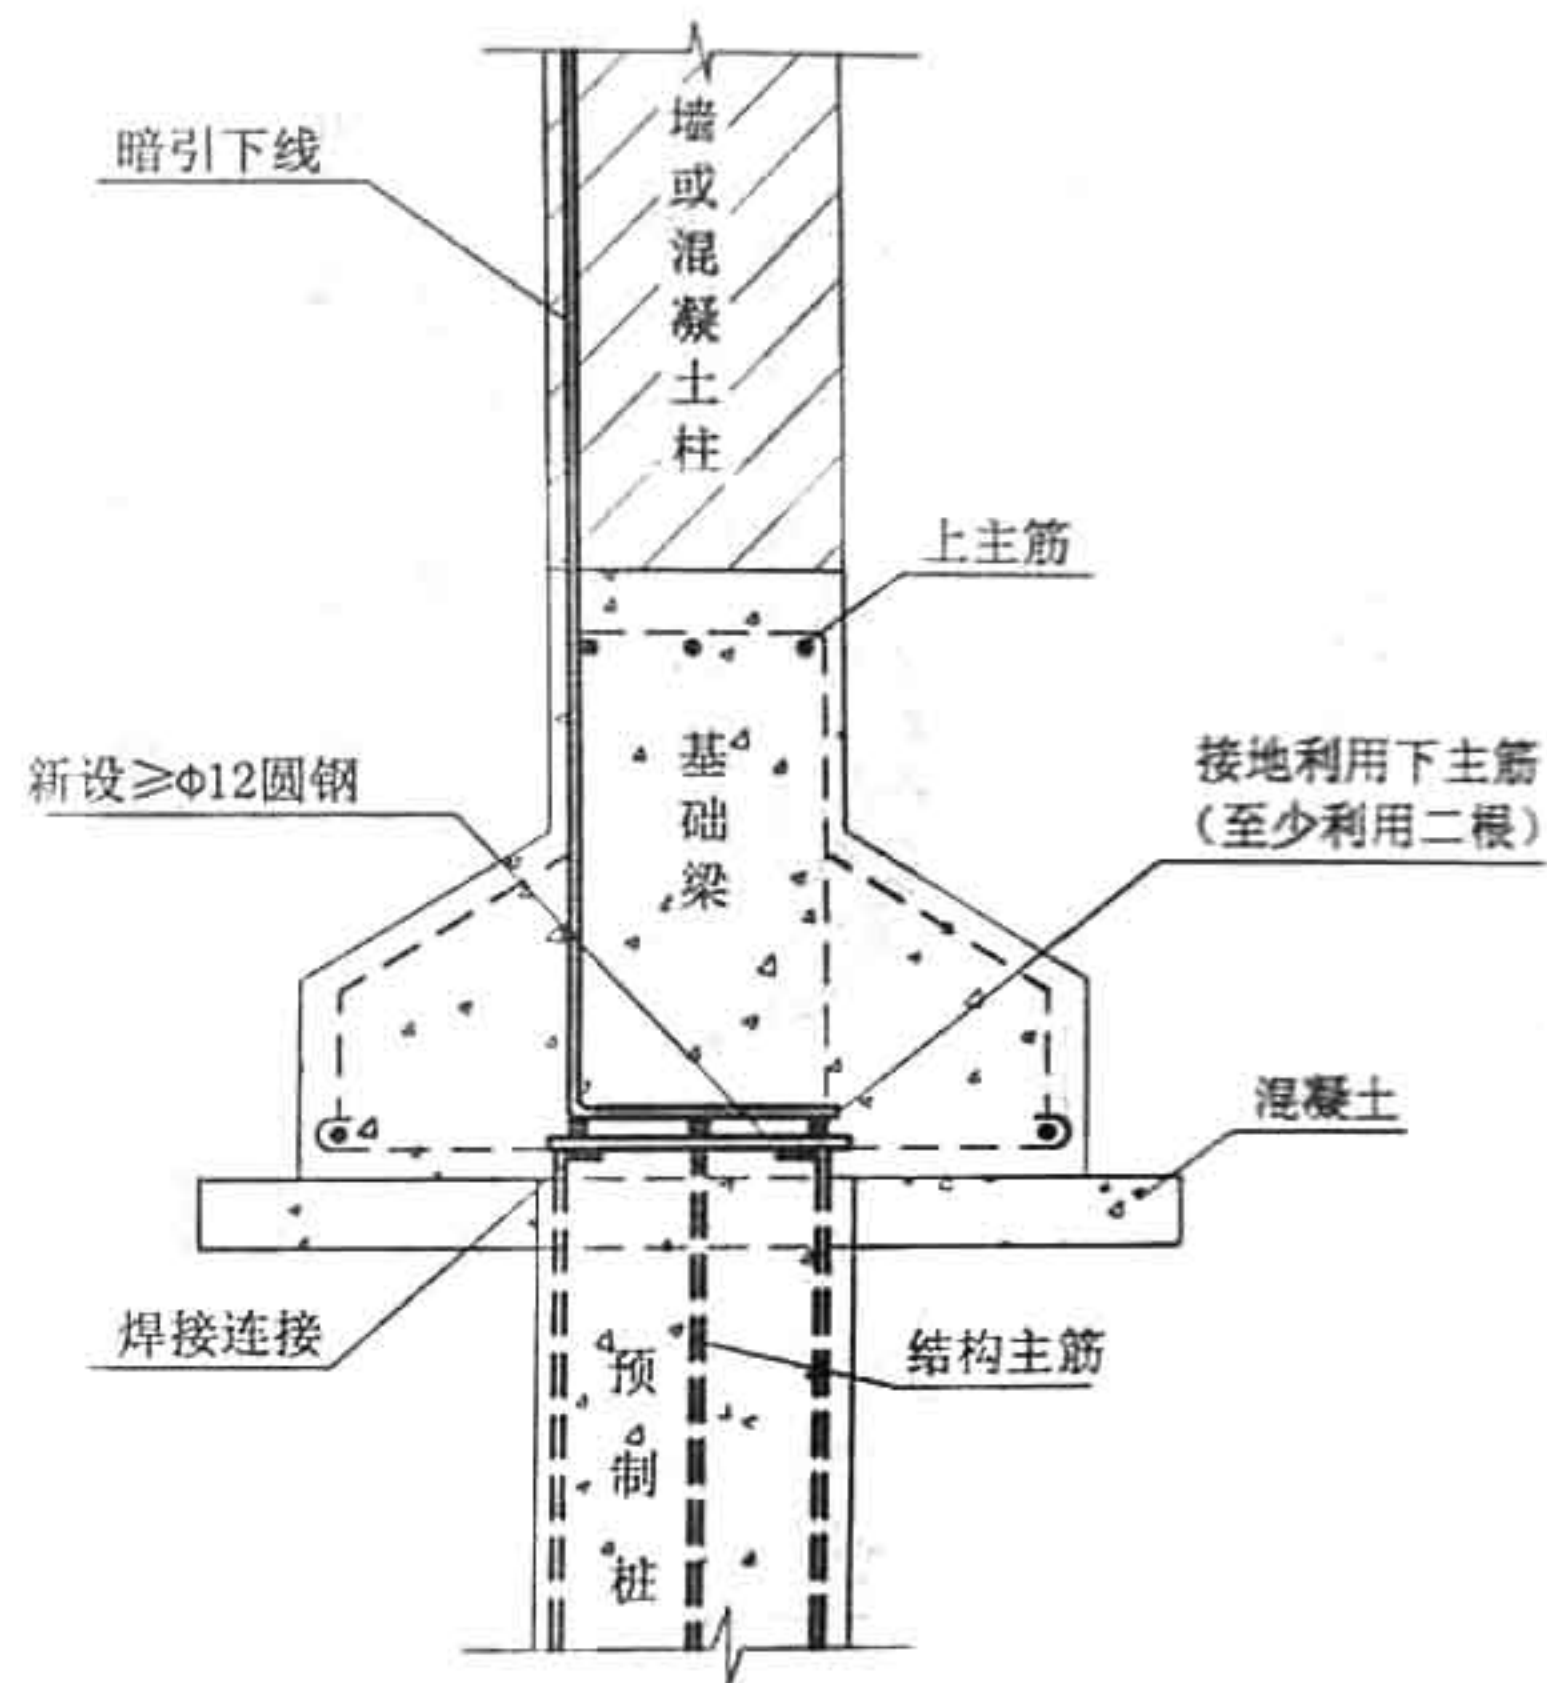 墙或混凝土柱
暗引下线
上主筋
基础梁
新设≥Φ12圆钢
接地利用下主筋
(至少利用二根)
混凝土
焊接连接
结构主筋
预制桩